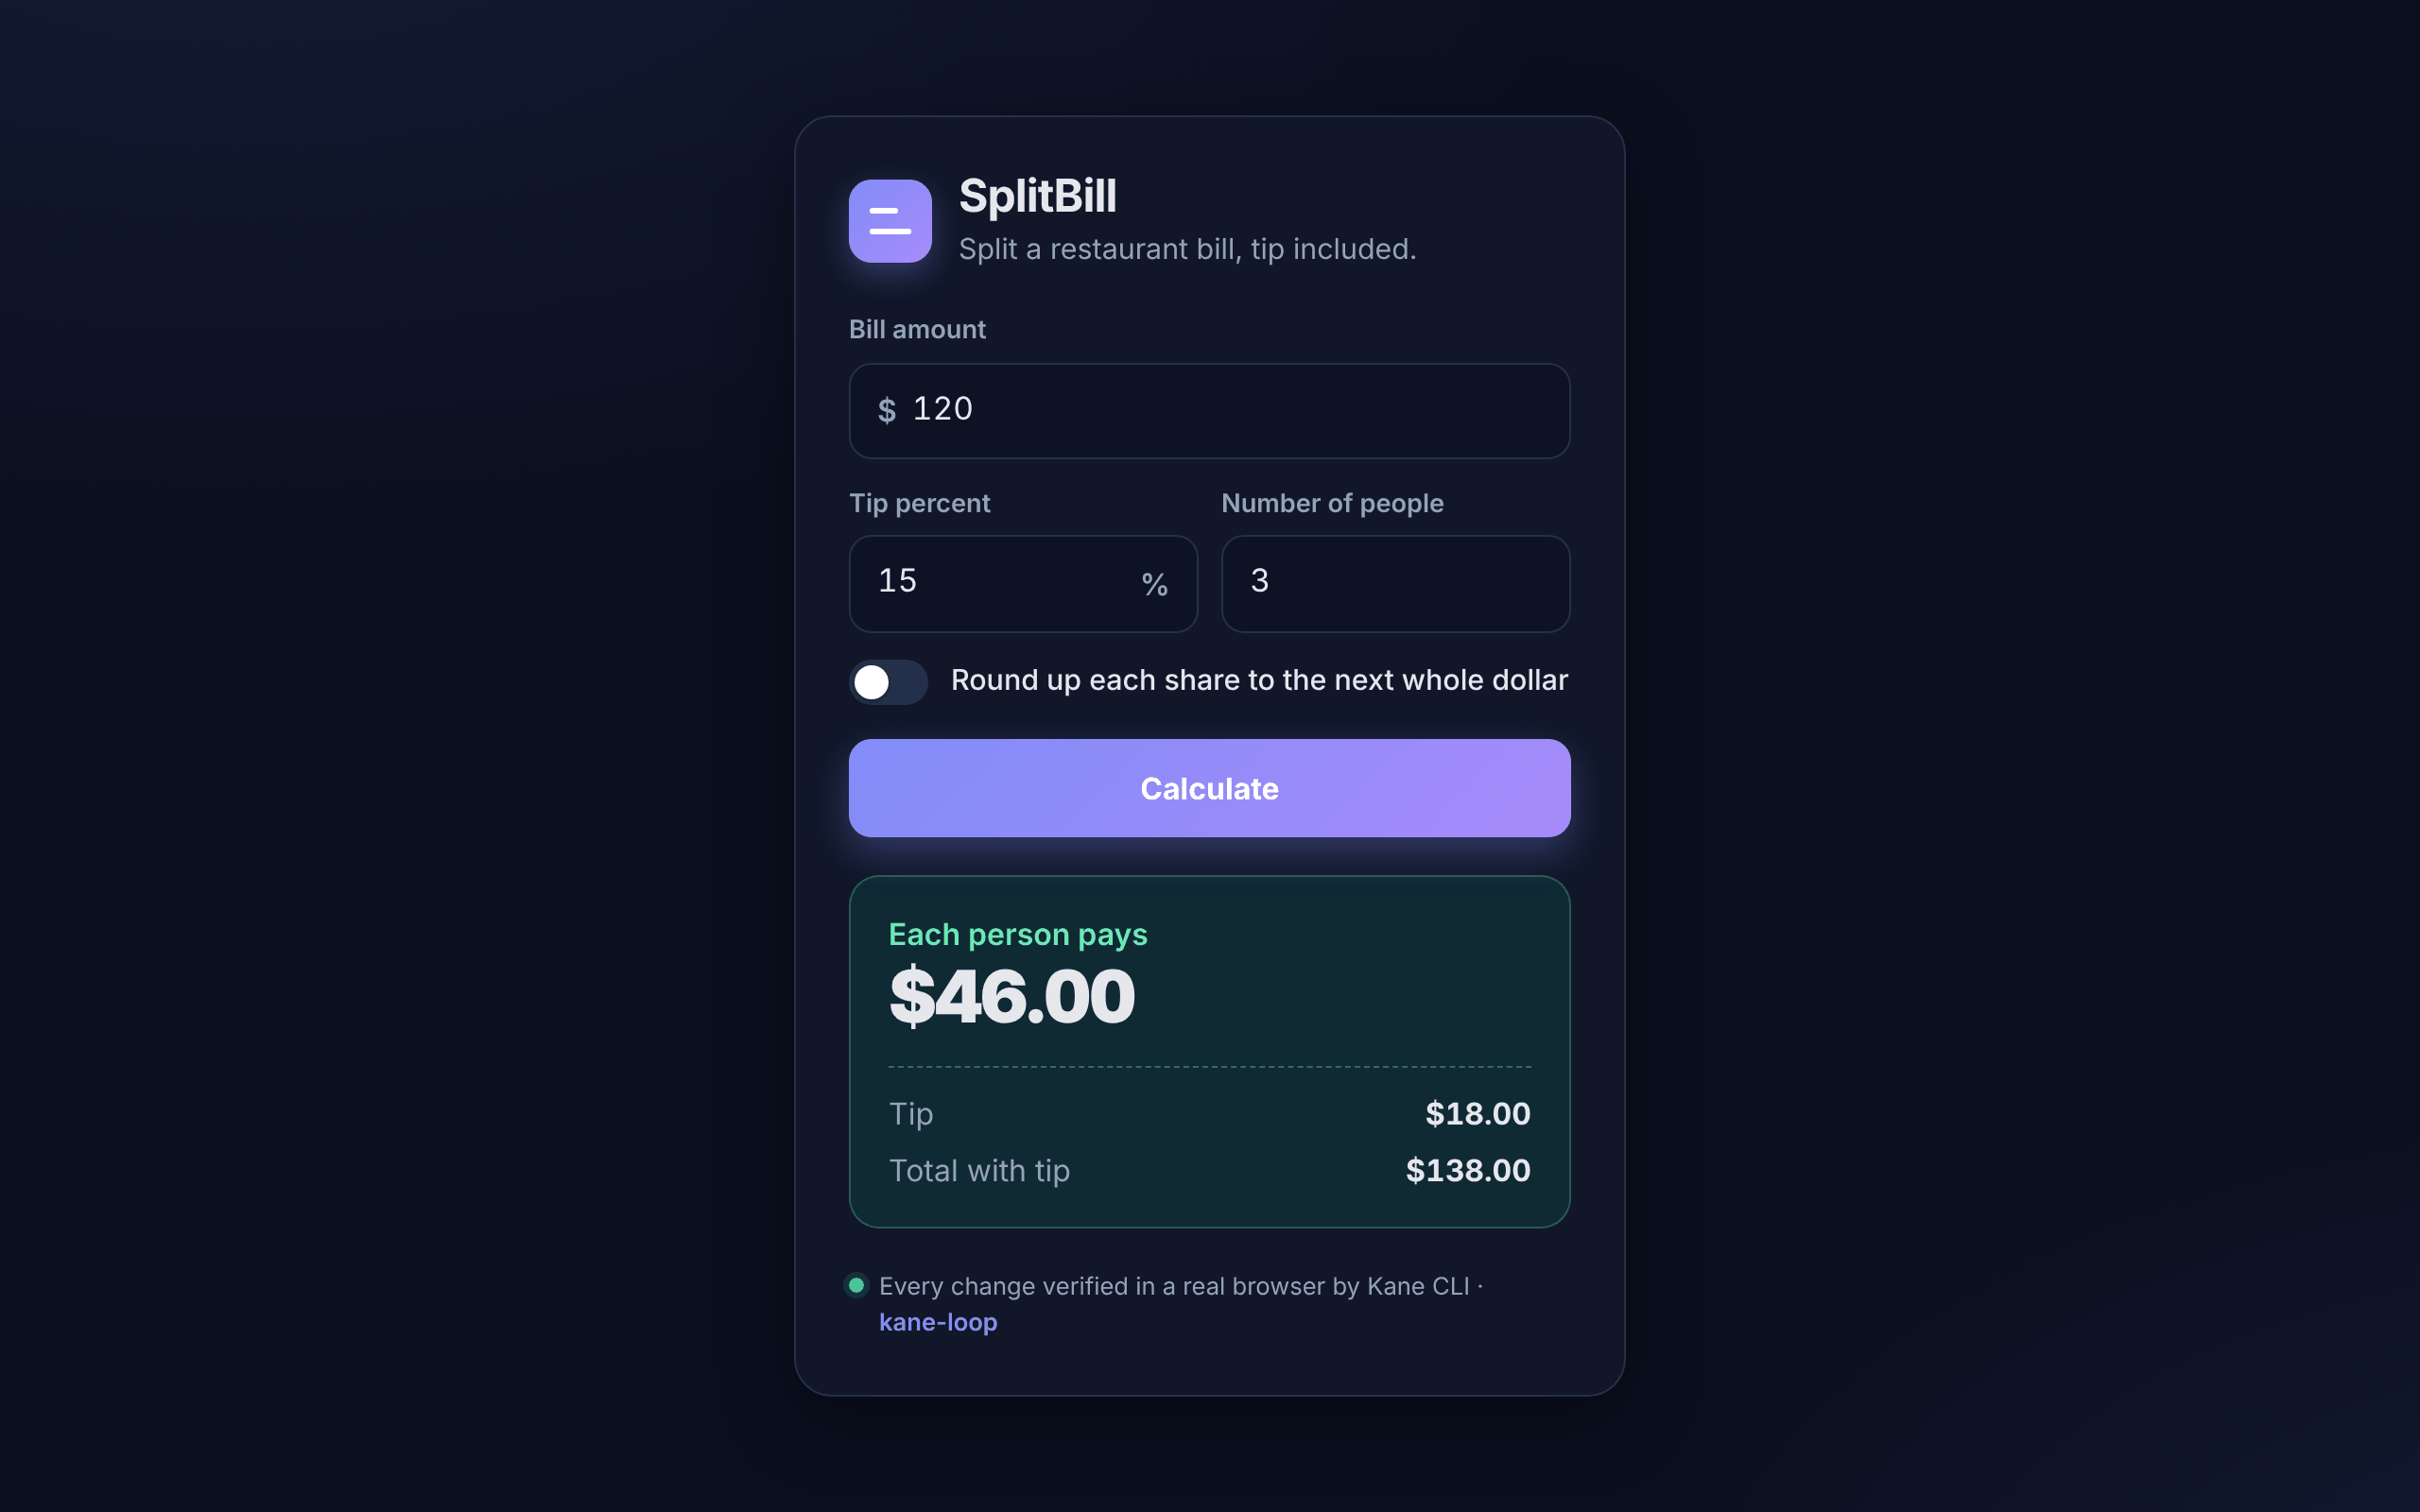 SplitBill
Split a restaurant bill, tip included.
Bill amount
$ 120
Tip percent
Number of people
15 %
3
Round up each share to the next whole dollar
Calculate
Each person pays
$46.00
Tip $18.00
Total with tip $138.00
Every change verified in a real browser by Kane CLI ·
kane-loop